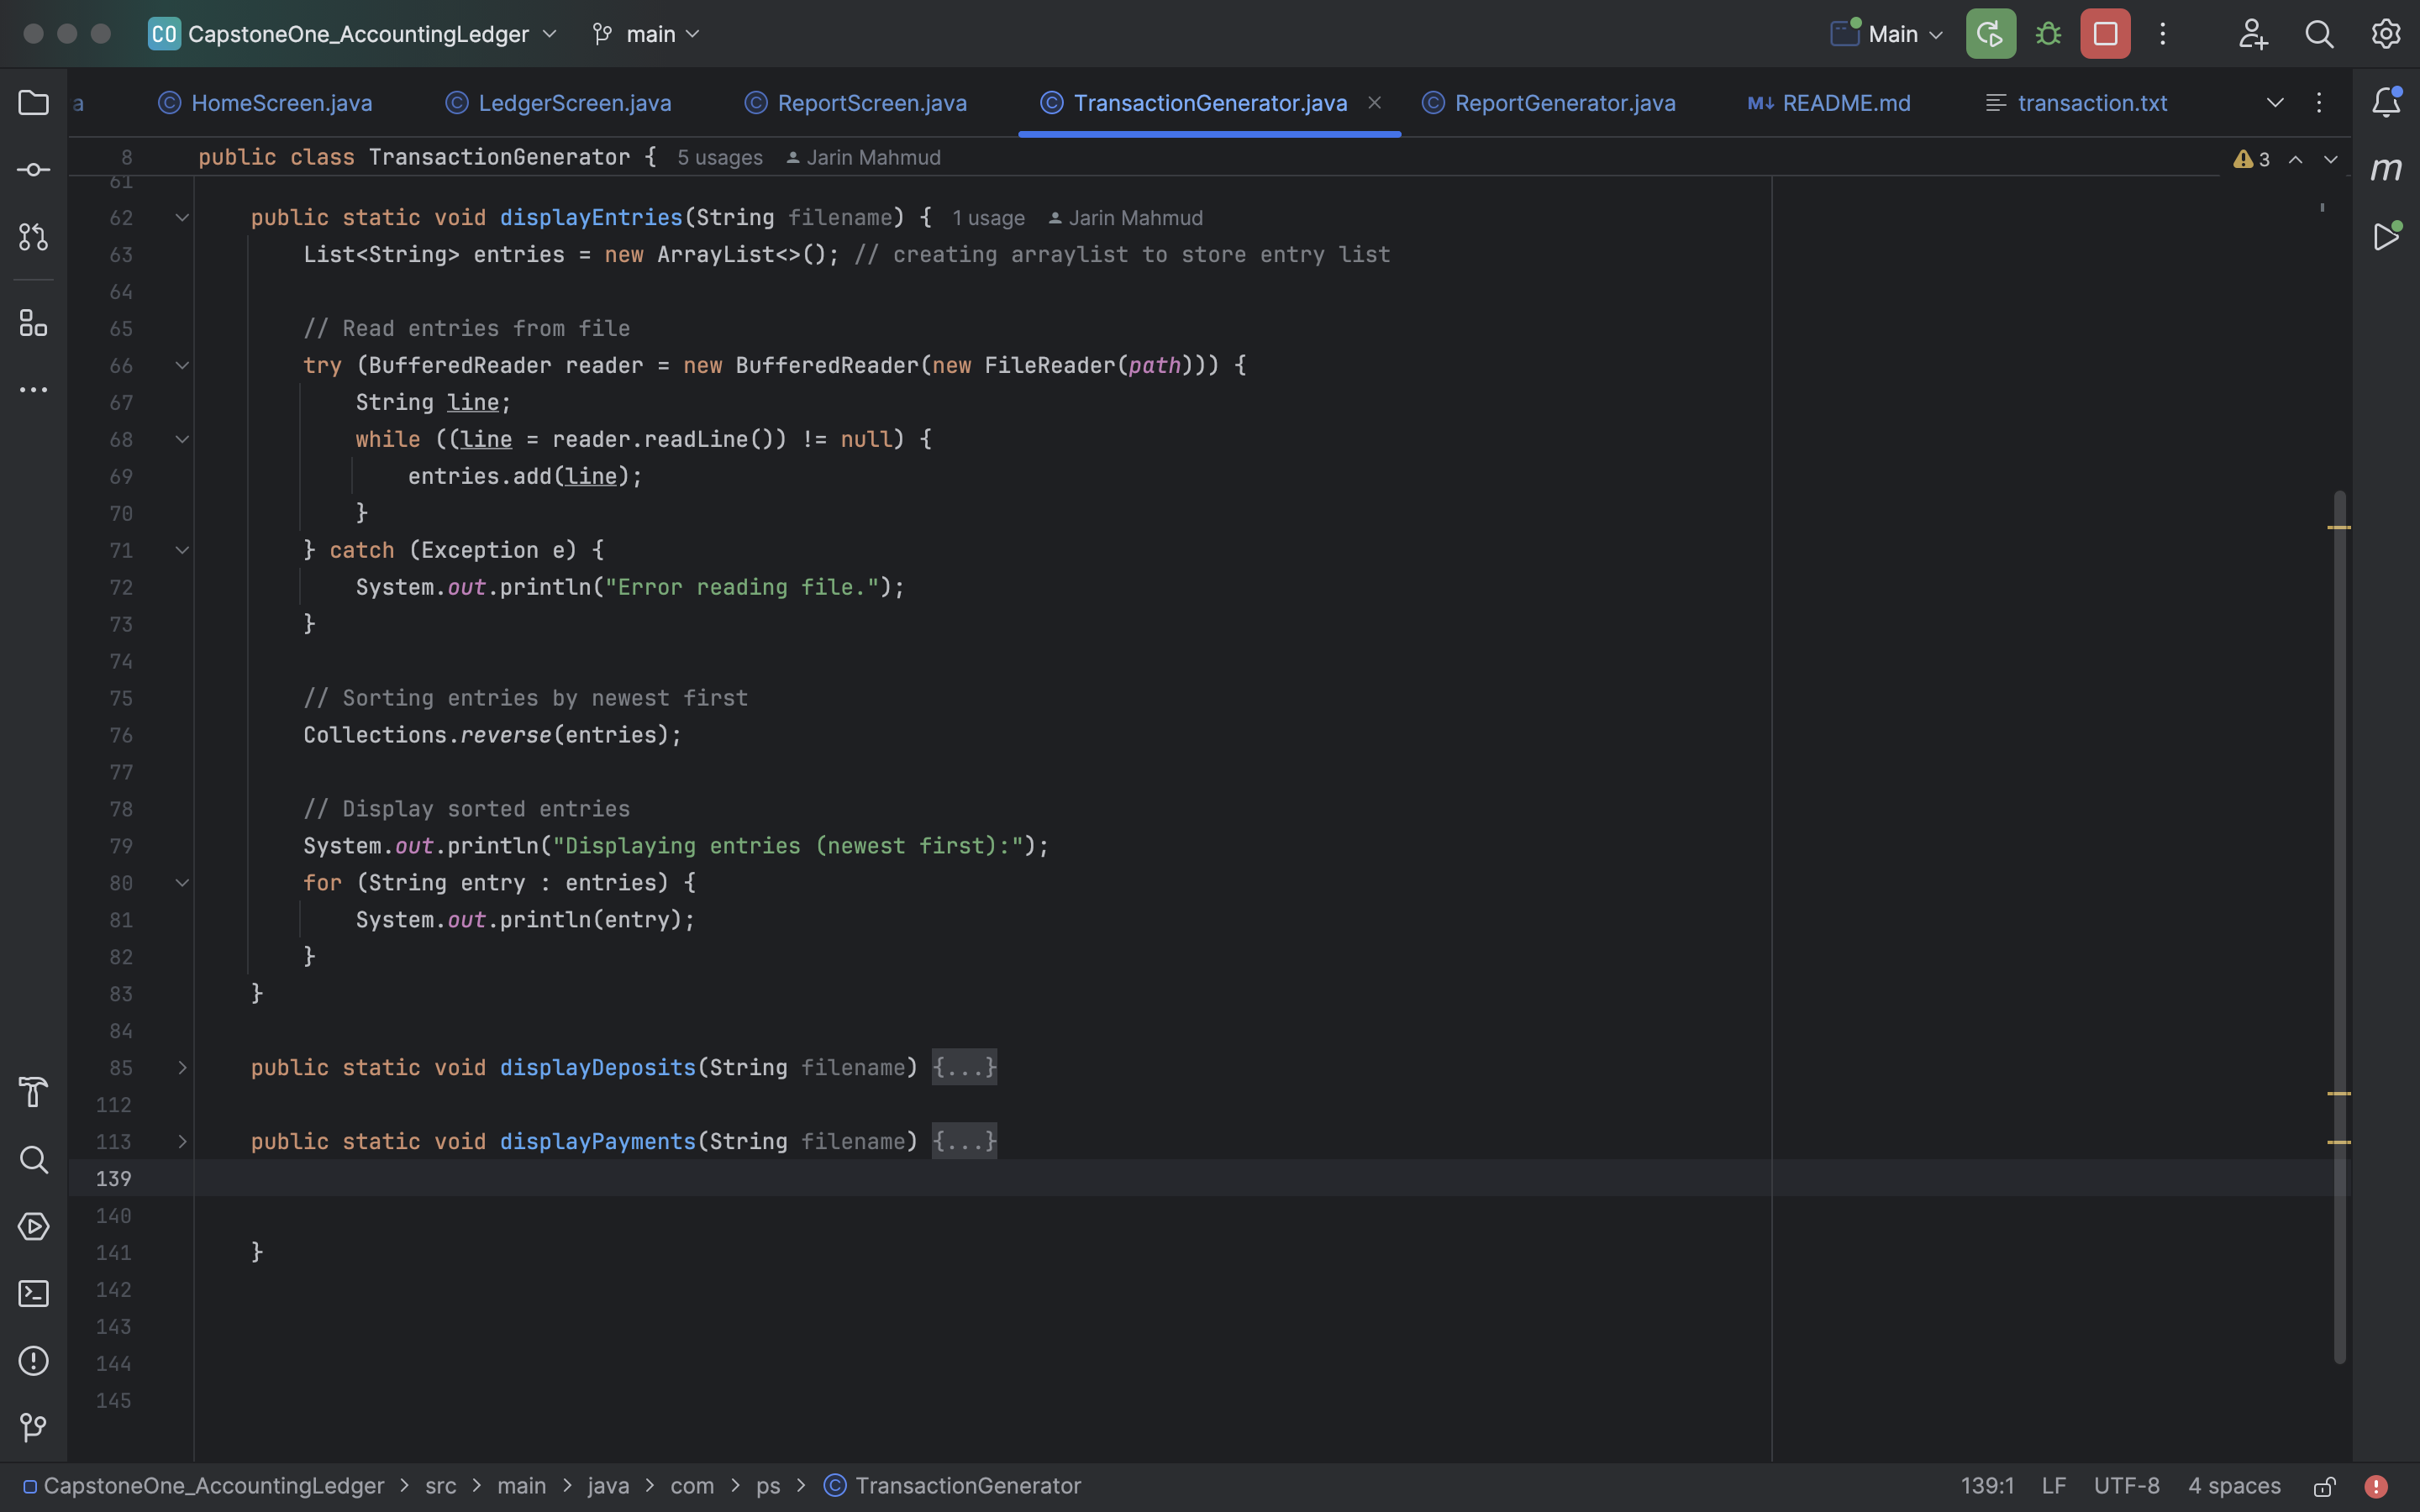 CO CapstoneOne_AccountingLedger main Main
a HomeScreen.java LedgerScreen.java ReportScreen.java TransactionGenerator.java ReportGenerator.java M↓ README.md transaction.txt
8 public class TransactionGenerator { 5 usages Jarin Mahmud 3
61
62 public static void displayEntries(String filename) { 1 usage Jarin Mahmud
63 List<String> entries = new ArrayList<>(); // creating arraylist to store entry list
64
65 // Read entries from file
66 try (BufferedReader reader = new BufferedReader(new FileReader(path))) {
67 String line;
68 while ((line = reader.readLine()) != null) {
69 entries.add(line);
70 }
71 } catch (Exception e) {
72 System.out.println("Error reading file.");
73 }
74
75 // Sorting entries by newest first
76 Collections.reverse(entries);
77
78 // Display sorted entries
79 System.out.println("Displaying entries (newest first):");
80 for (String entry : entries) {
81 System.out.println(entry);
82 }
83 }
84
85 public static void displayDeposits(String filename) {...}
112
113 public static void displayPayments(String filename) {...}
139
140
141 }
142
143
144
145
CapstoneOne_AccountingLedger > src > main > java > com > ps > TransactionGenerator 139:1 LF UTF-8 4 spaces